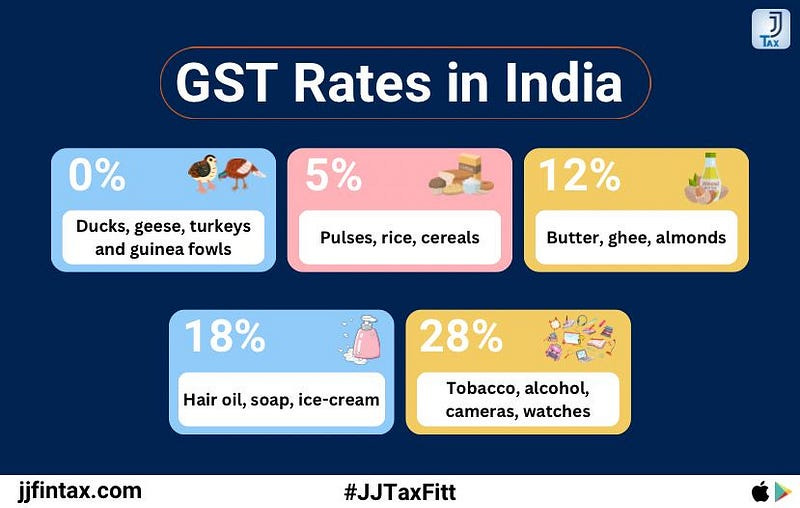 J
TAX
GST Rates in India
0%
Ducks, geese, turkeys
and guinea fowls
5%
Pulses, rice, cereals
12%
Butter, ghee, almonds
18%
Hair oil, soap, ice-cream
28%
Tobacco, alcohol,
cameras, watches
jjfintax.com
#JJTaxFitt